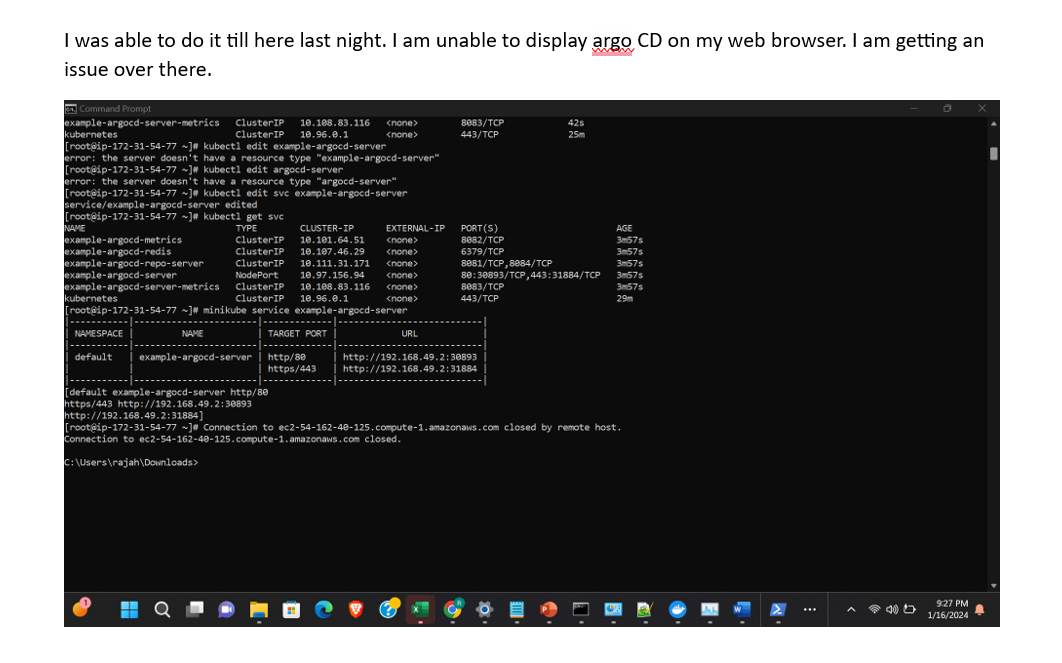 I was able to do it till here last night. I am unable to display argo CD on my web browser. I am getting an
issue over there.
Command Prompt
example-argocd-server-metrics ClusterIP 10.108.83.116 <none> 8083/TCP 42s
kubernetes ClusterIP 10.96.0.1 <none> 443/TCP 25m
[root@ip-172-31-54-77 ~]# kubectl edit example-argocd-server
error: the server doesn't have a resource type "example-argocd-server"
[root@ip-172-31-54-77 ~]# kubectl edit argocd-server
error: the server doesn't have a resource type "argocd-server"
[root@ip-172-31-54-77 ~]# kubectl edit svc example-argocd-server
service/example-argocd-server edited
[root@ip-172-31-54-77 ~]# kubectl get svc
NAME TYPE CLUSTER-IP EXTERNAL-IP PORT(S) AGE
example-argocd-metrics ClusterIP 10.101.64.51 <none> 8082/TCP 3m57s
example-argocd-redis ClusterIP 10.107.46.29 <none> 6379/TCP 3m57s
example-argocd-repo-server ClusterIP 10.111.31.171 <none> 8081/TCP,8084/TCP 3m57s
example-argocd-server NodePort 10.97.156.94 <none> 80:30893/TCP,443:31884/TCP 3m57s
example-argocd-server-metrics ClusterIP 10.108.83.116 <none> 8083/TCP 3m57s
kubernetes ClusterIP 10.96.0.1 <none> 443/TCP 29m
[root@ip-172-31-54-77 ~]# minikube service example-argocd-server
|-----------|-----------------------|-------------|---------------------------|
| NAMESPACE | NAME | TARGET PORT | URL |
|-----------|-----------------------|-------------|---------------------------|
| default | example-argocd-server | http/80 | http://192.168.49.2:30893 |
| | | https/443 | http://192.168.49.2:31884 |
|-----------|-----------------------|-------------|---------------------------|
[default example-argocd-server http/80
https/443 http://192.168.49.2:30893
http://192.168.49.2:31884]
[root@ip-172-31-54-77 ~]# Connection to ec2-54-162-40-125.compute-1.amazonaws.com closed by remote host.
Connection to ec2-54-162-40-125.compute-1.amazonaws.com closed.
C:\Users\rajah\Downloads>
9:27 PM
1/16/2024